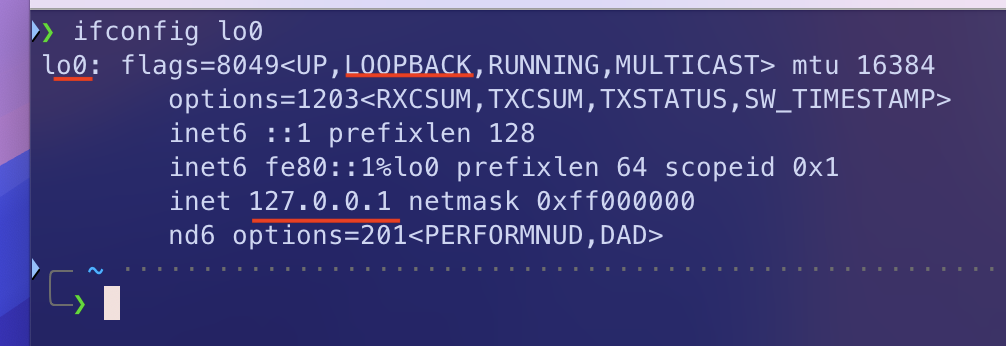 ❯ ifconfig lo0
lo0: flags=8049<UP,LOOPBACK,RUNNING,MULTICAST> mtu 16384
options=1203<RXCSUM,TXCSUM,TXSTATUS,SW_TIMESTAMP>
inet6 ::1 prefixlen 128
inet6 fe80::1%lo0 prefixlen 64 scopeid 0x1
inet 127.0.0.1 netmask 0xff000000
nd6 options=201<PERFORMNUD,DAD>
~
❯